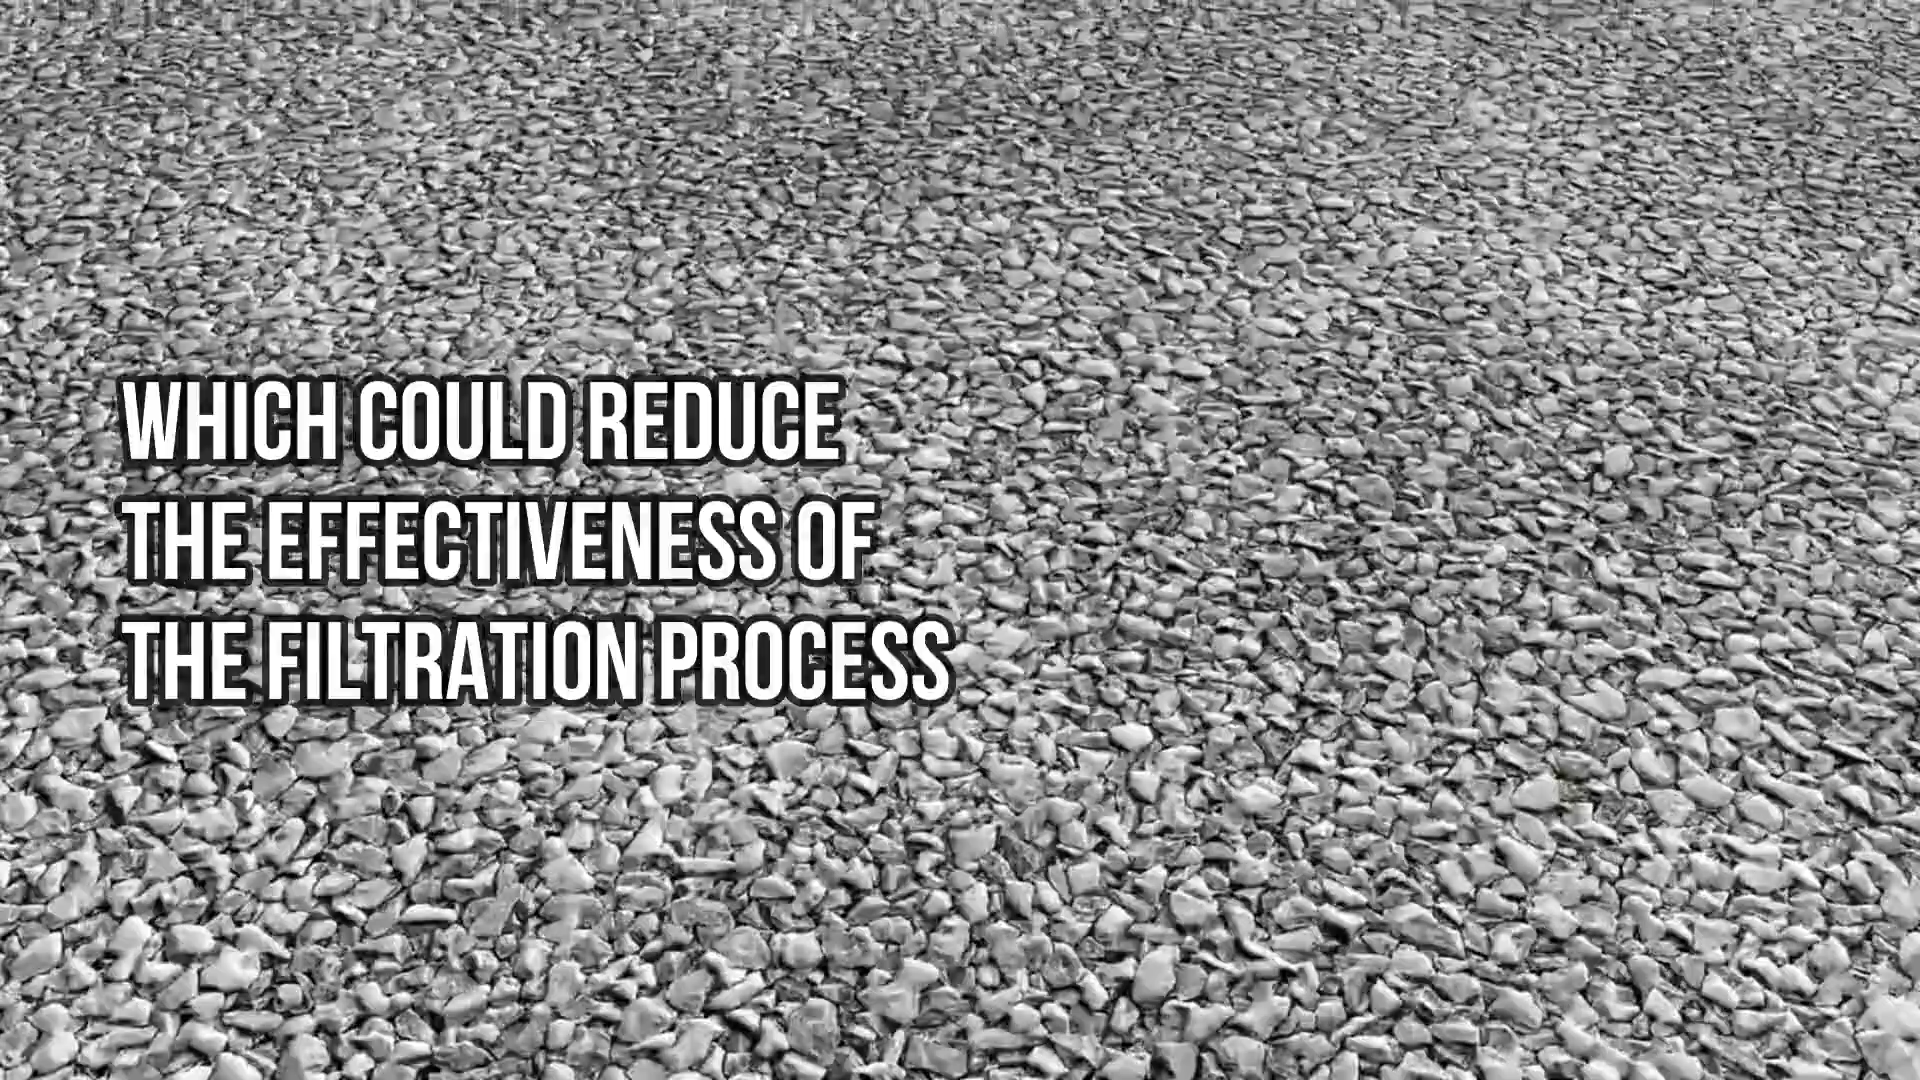 WHICH COULD REDUCE
THE EFFECTIVENESS OF
THE FILTRATION PROCESS